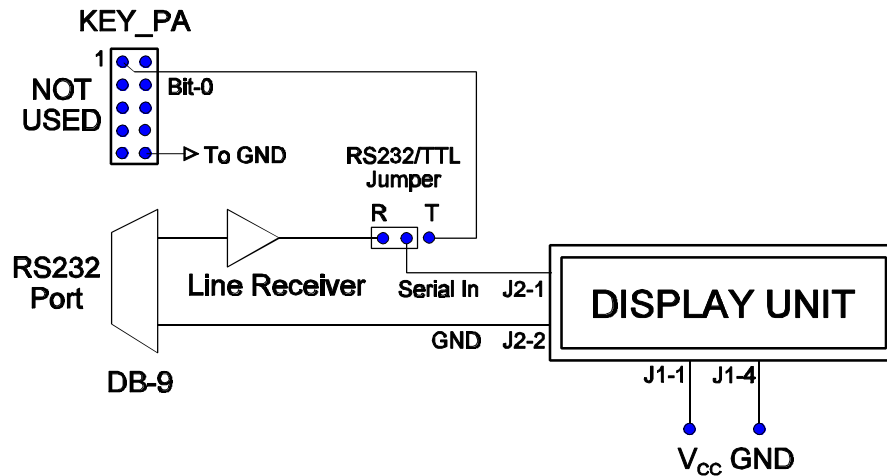 KEY_PA
1
NOT
USED
Bit-0
To GND
RS232/TTL
Jumper
R T
RS232
Port
Line Receiver
Serial In J2-1
DISPLAY UNIT
GND J2-2
DB-9
J1-1 J1-4
VCC GND